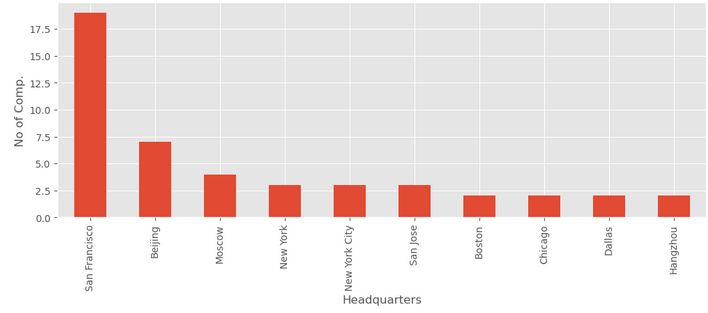 17.5
15.0
12.5
10.0
7.5
5.0
2.5
0.0
No of Comp.
San Francisco
Beijing
Moscow
New York
New York City
San Jose
Boston
Chicago
Dallas
Hangzhou
Headquarters